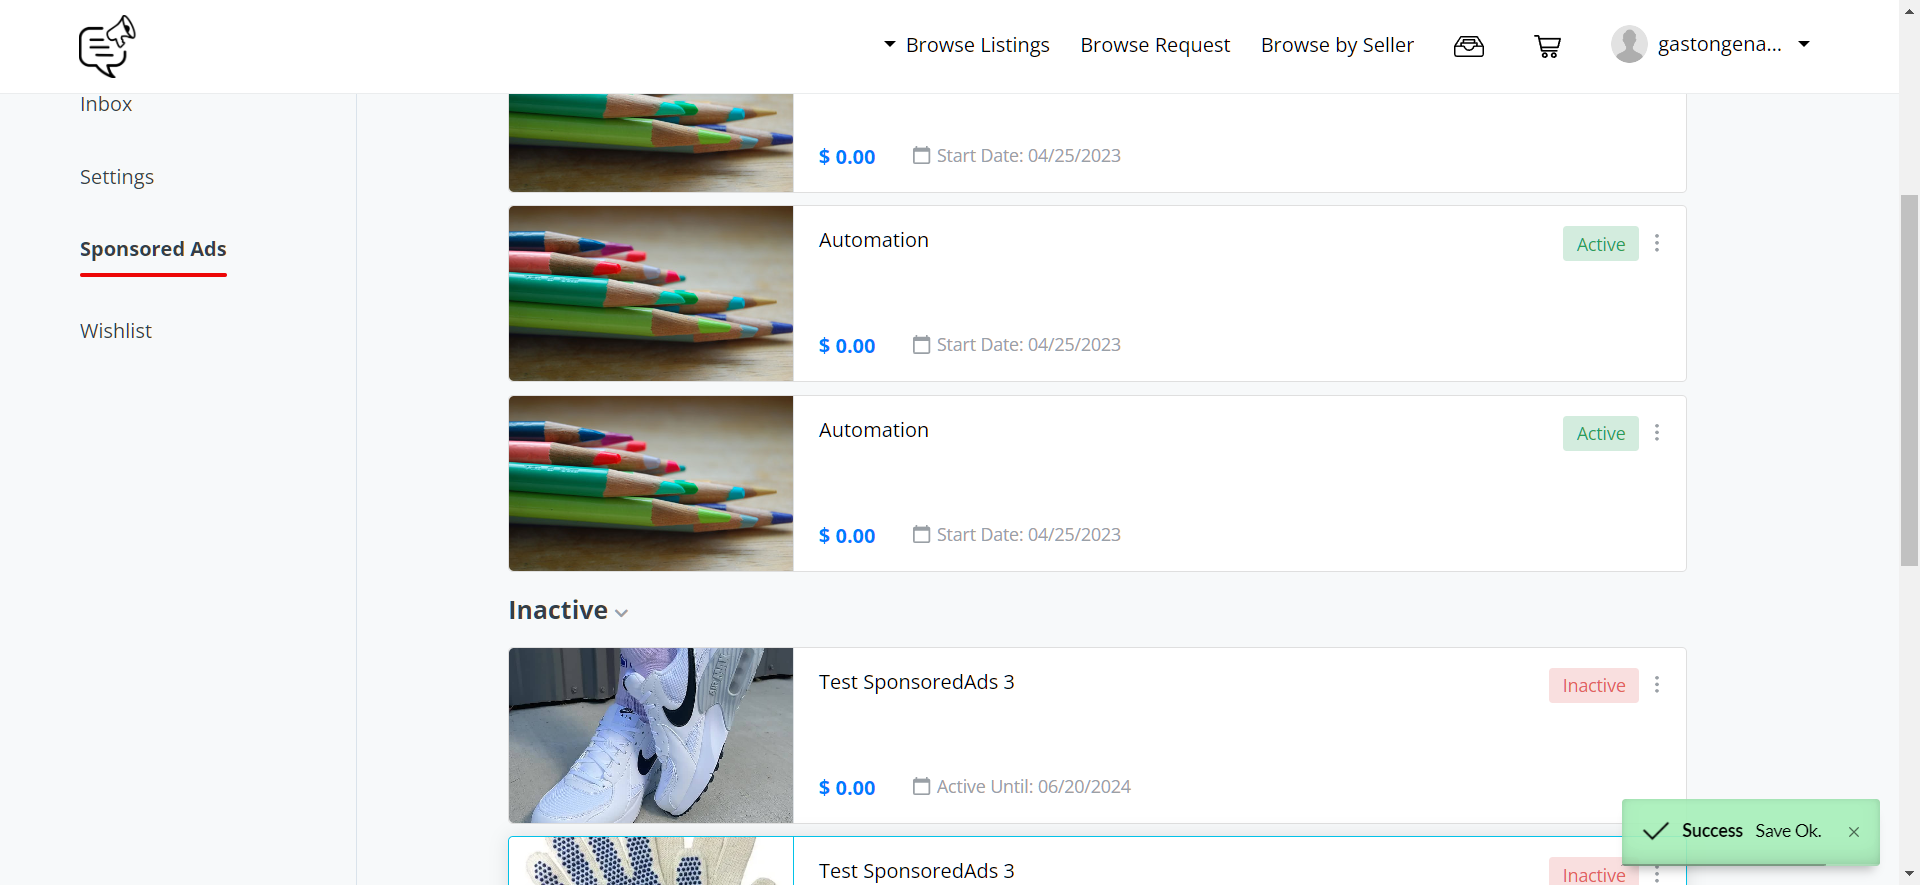 Browse Listings Browse Request Browse by Seller gastongena...
Inbox
Settings
Sponsored Ads
Wishlist
$ 0.00 Start Date: 04/25/2023
Automation Active
$ 0.00 Start Date: 04/25/2023
Automation Active
$ 0.00 Start Date: 04/25/2023
Inactive
Test SponsoredAds 3 Inactive
$ 0.00 Active Until: 06/20/2024
Success Save Ok.
Test SponsoredAds 3 Inactive